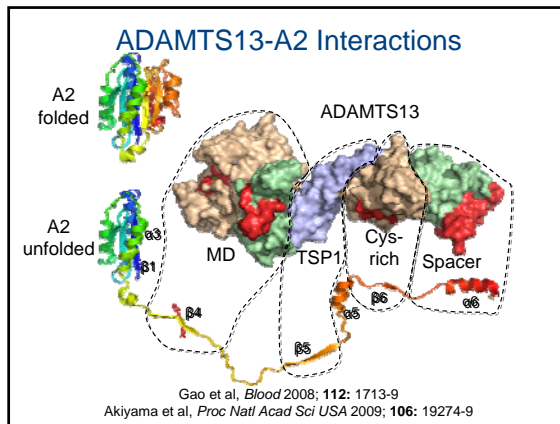 ADAMTS13-A2 Interactions
A2
folded
ADAMTS13
A2
unfolded
α3
β1
MD
TSP1
Cys-
rich
Spacer
β4
β5
α5
β6
α6
Gao et al, Blood 2008; 112: 1713-9
Akiyama et al, Proc Natl Acad Sci USA 2009; 106: 19274-9